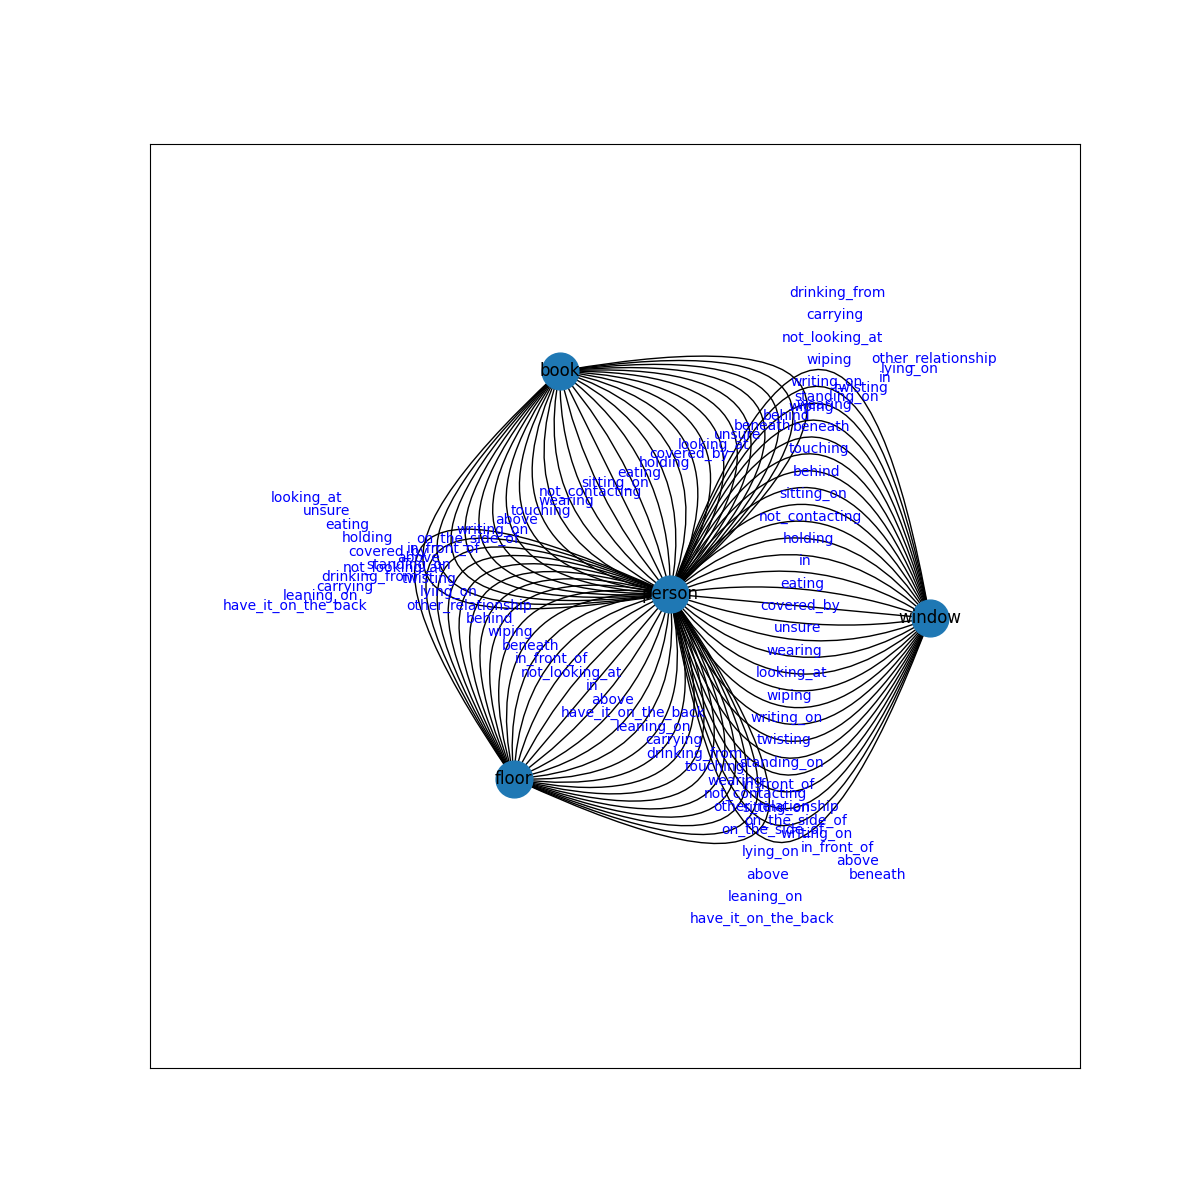 drinking_from
carrying
not_looking_at
wiping
other_relationship
lying_on
book
in
writing_on
twisting
standing_on
wearing
wiping
behind
beneath
beneath
unsure
looking_at
touching
covered_by
holding
behind
eating
sitting_on
not_contacting
sitting_on
looking_at
wearing
unsure
touching
not_contacting
above
eating
writing_on
holding
on_the_side_of
holding
in_front_of
covered_by
above
in
standing_on
not_looking_at
drinking_from
twisting
eating
carrying
lying_on
leaning_on
person
have_it_on_the_back
other_relationship
covered_by
behind
window
unsure
wiping
beneath
wearing
in_front_of
not_looking_at
looking_at
in
wiping
above
have_it_on_the_back
writing_on
leaning_on
carrying
twisting
drinking_from
standing_on
touching
floor
wearing
in_front_of
not_contacting
other_relationship
sitting_on
on_the_side_of
on_the_side_of
writing_on
in_front_of
lying_on
above
above
beneath
leaning_on
have_it_on_the_back